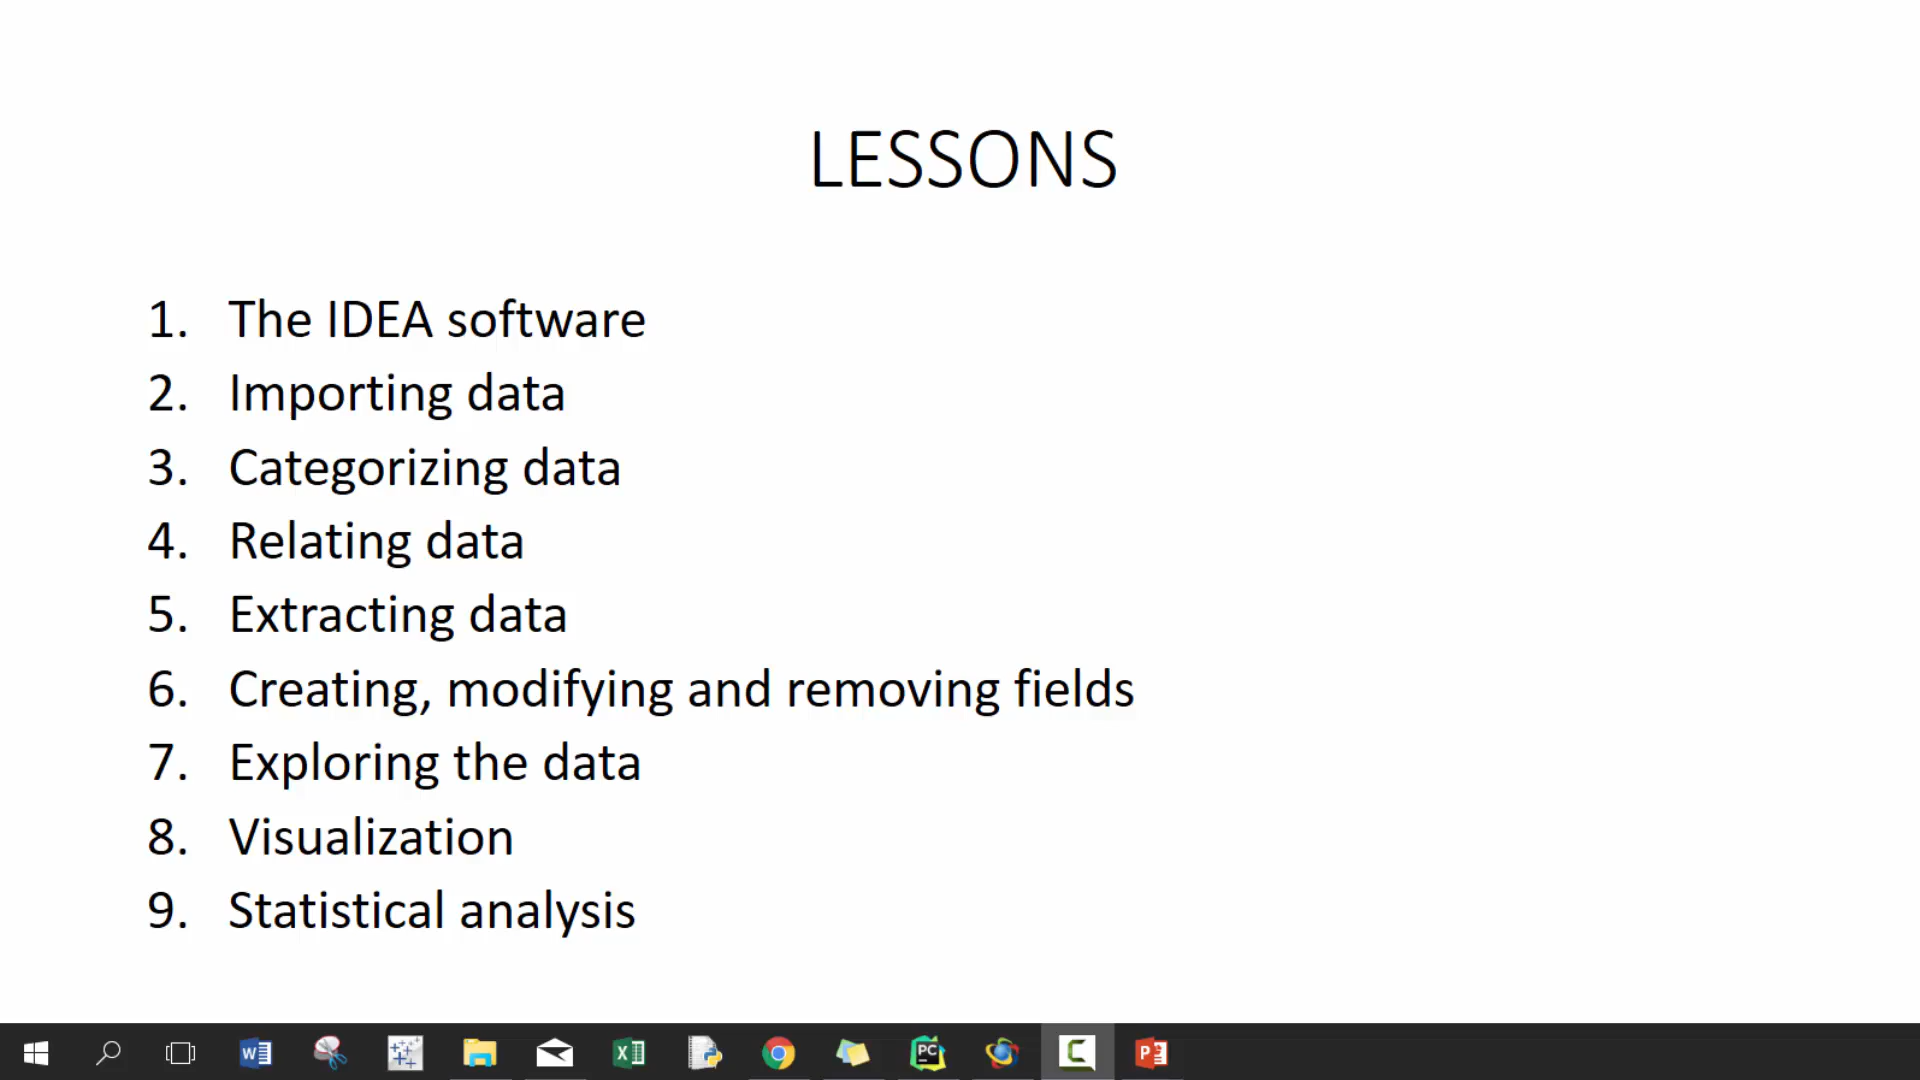 LESSONS
1. The IDEA software
2. Importing data
3. Categorizing data
4. Relating data
5. Extracting data
6. Creating, modifying and removing fields
7. Exploring the data
8. Visualization
9. Statistical analysis
W X PC C P